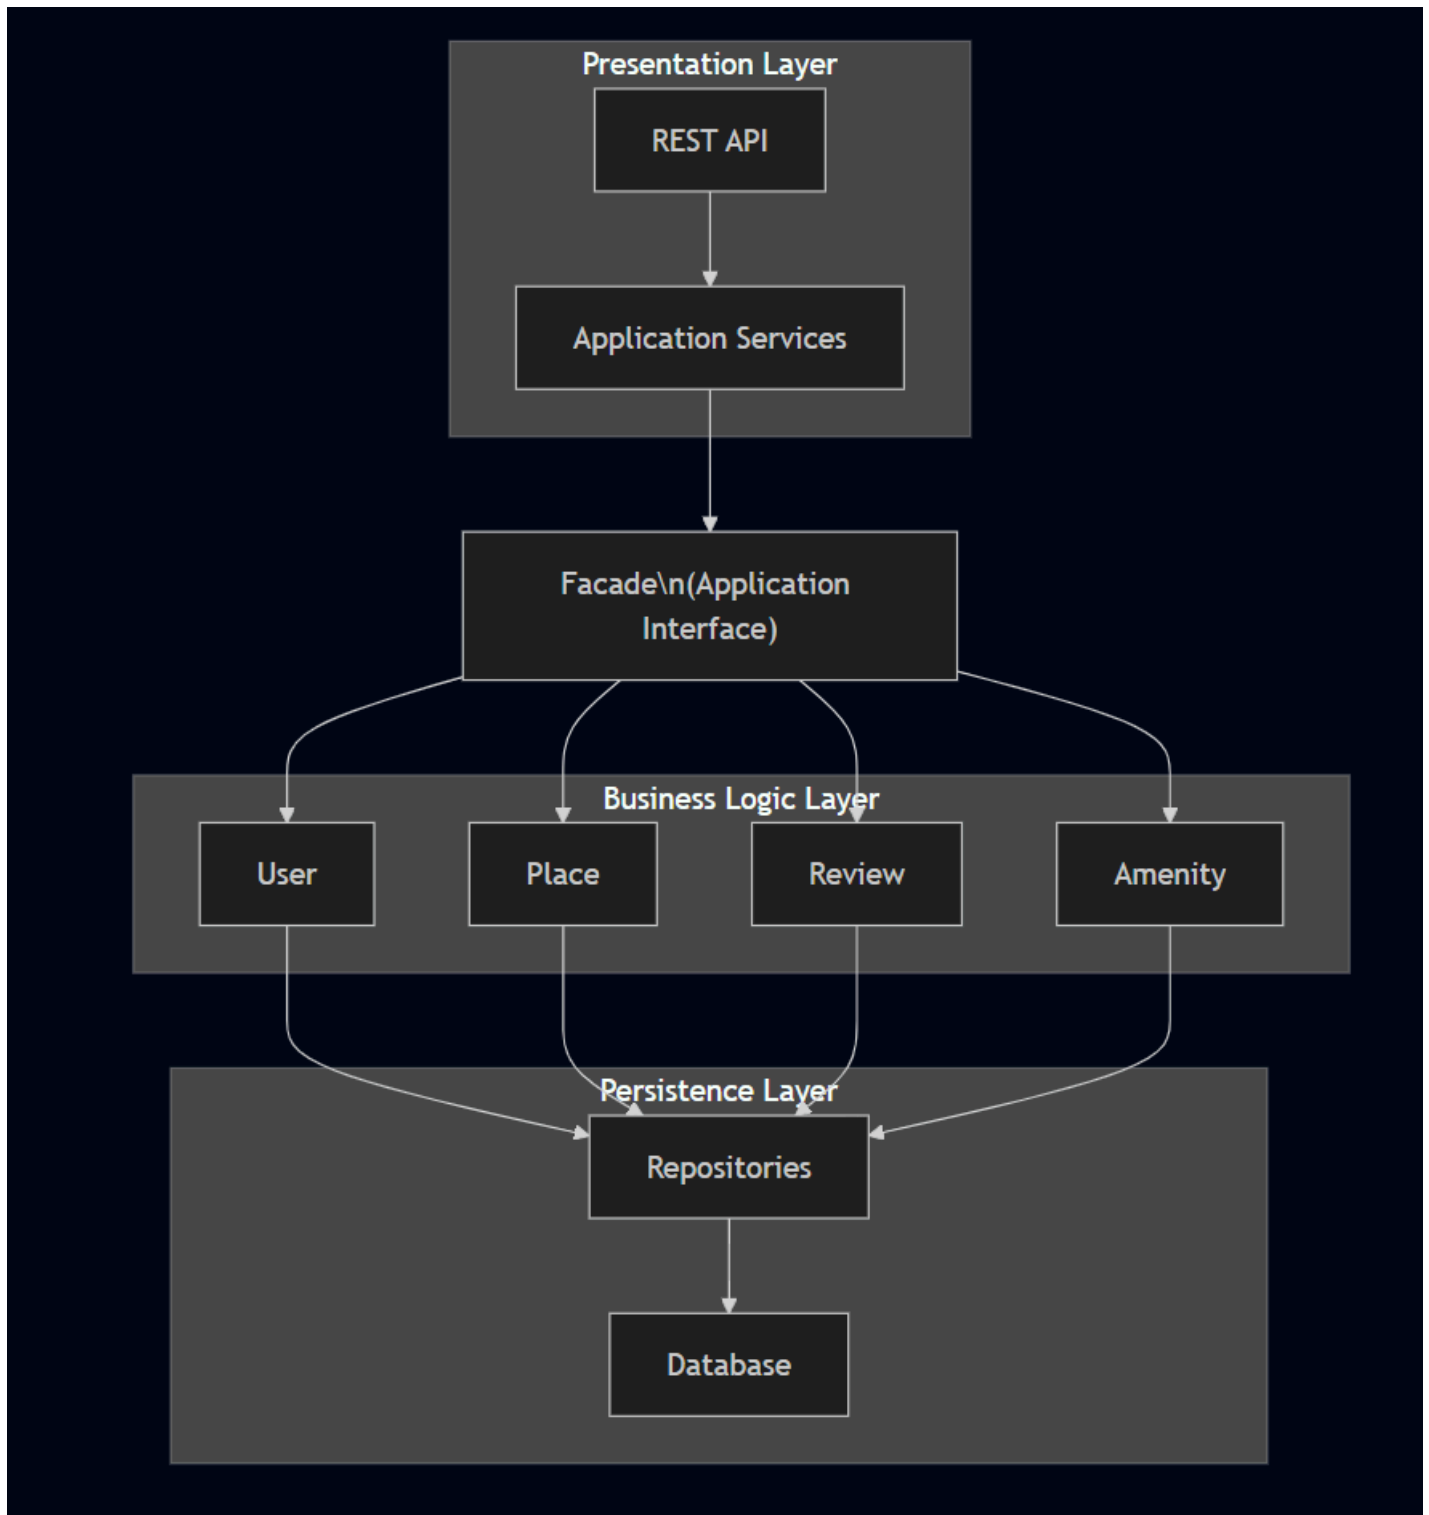 Presentation Layer
REST API
Application Services
Facade\n(Application
Interface)
Business Logic Layer
User
Place
Review
Amenity
Persistence Layer
Repositories
Database